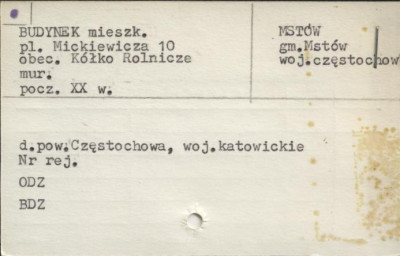 BUDYNEK mieszk.
pl. Mickiewicza 10
obec. Kółko Rolnicze
mur.
pocz. XX w.
MSTÓW
gm.Mstów
woj.częstochow
d.pow.Częstochowa, woj.katowickie
Nr rej.
ODZ
BDZ